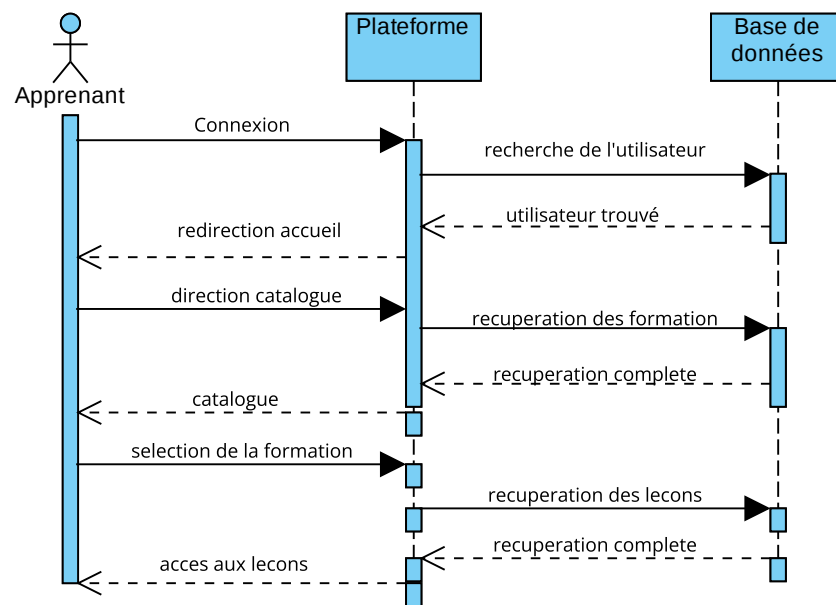 Plateforme
Base de
données
Apprenant
Connexion
recherche de l'utilisateur
utilisateur trouvé
redirection accueil
direction catalogue
recuperation des formation
recuperation complete
catalogue
selection de la formation
recuperation des lecons
recuperation complete
acces aux lecons